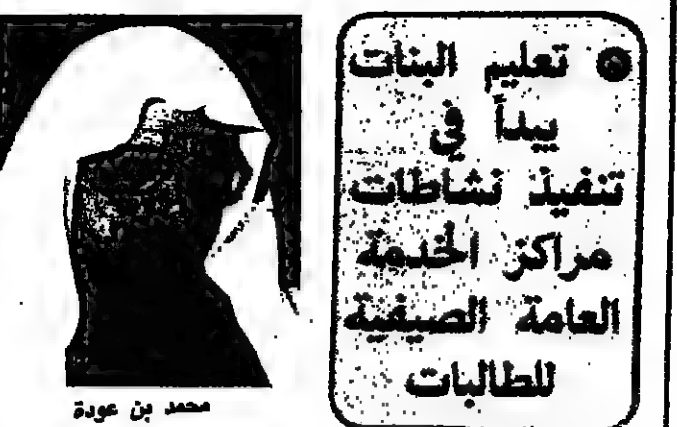 تعليم البنات
يبدأ في
تنفيذ نشاطات
مراكز الخدمة
العامة الصيفية
للطالبات
محمد بن عودة